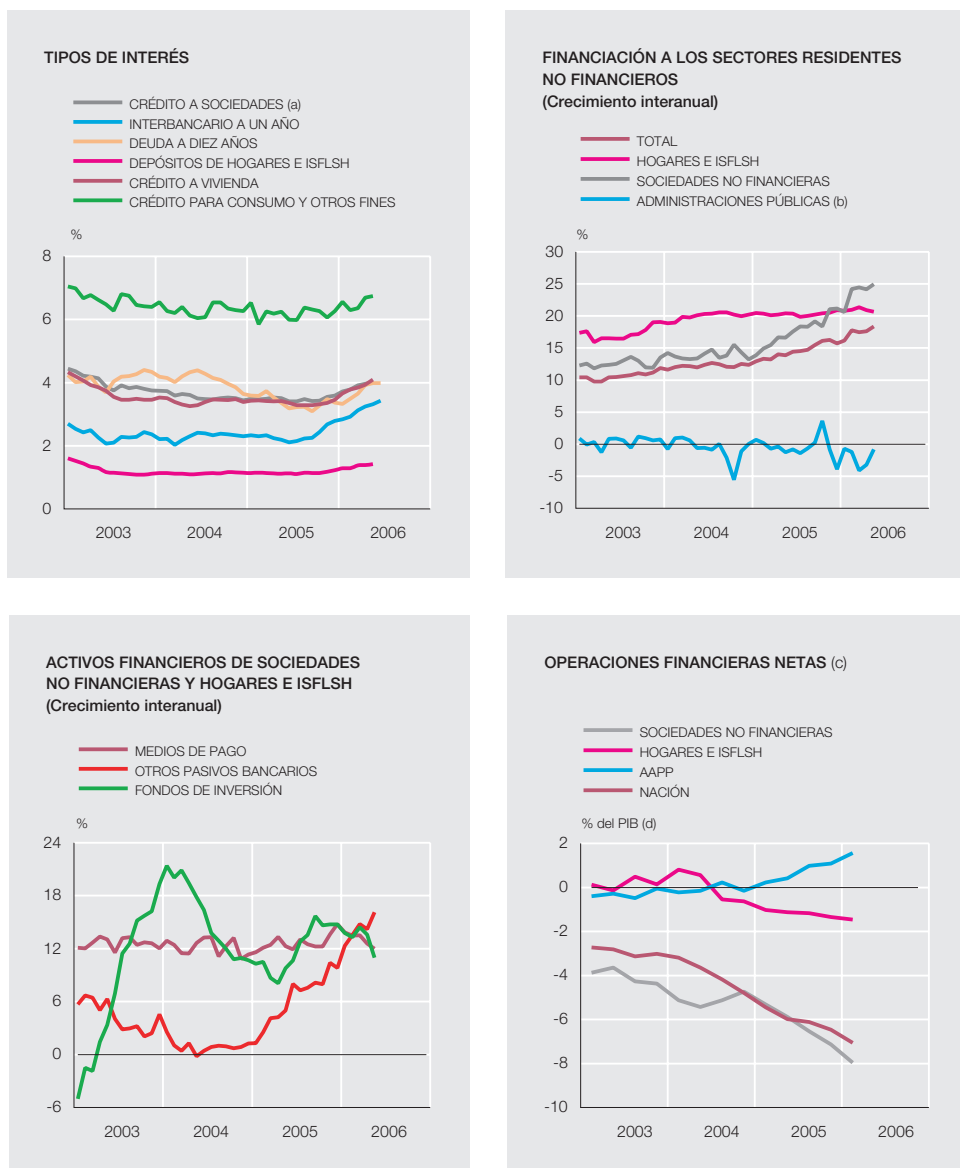 TIPOS DE INTERÉS
CRÉDITO A SOCIEDADES (a)
INTERBANCARIO A UN AÑO
DEUDA A DIEZ AÑOS
DEPÓSITOS DE HOGARES E ISFLSH
CRÉDITO A VIVIENDA
CRÉDITO PARA CONSUMO Y OTROS FINES
%
8
6
4
2
0
2003 2004 2005 2006
FINANCIACIÓN A LOS SECTORES RESIDENTES
NO FINANCIEROS
(Crecimiento interanual)
TOTAL
HOGARES E ISFLSH
SOCIEDADES NO FINANCIERAS
ADMINISTRACIONES PÚBLICAS (b)
%
30
25
20
15
10
5
0
-5
-10
2003 2004 2005 2006
ACTIVOS FINANCIEROS DE SOCIEDADES
NO FINANCIERAS Y HOGARES E ISFLSH
(Crecimiento interanual)
MEDIOS DE PAGO
OTROS PASIVOS BANCARIOS
FONDOS DE INVERSIÓN
%
24
18
12
6
0
-6
2003 2004 2005 2006
OPERACIONES FINANCIERAS NETAS (c)
SOCIEDADES NO FINANCIERAS
HOGARES E ISFLSH
AAPP
NACIÓN
% del PIB (d)
2
0
-2
-4
-6
-8
-10
2003 2004 2005 2006